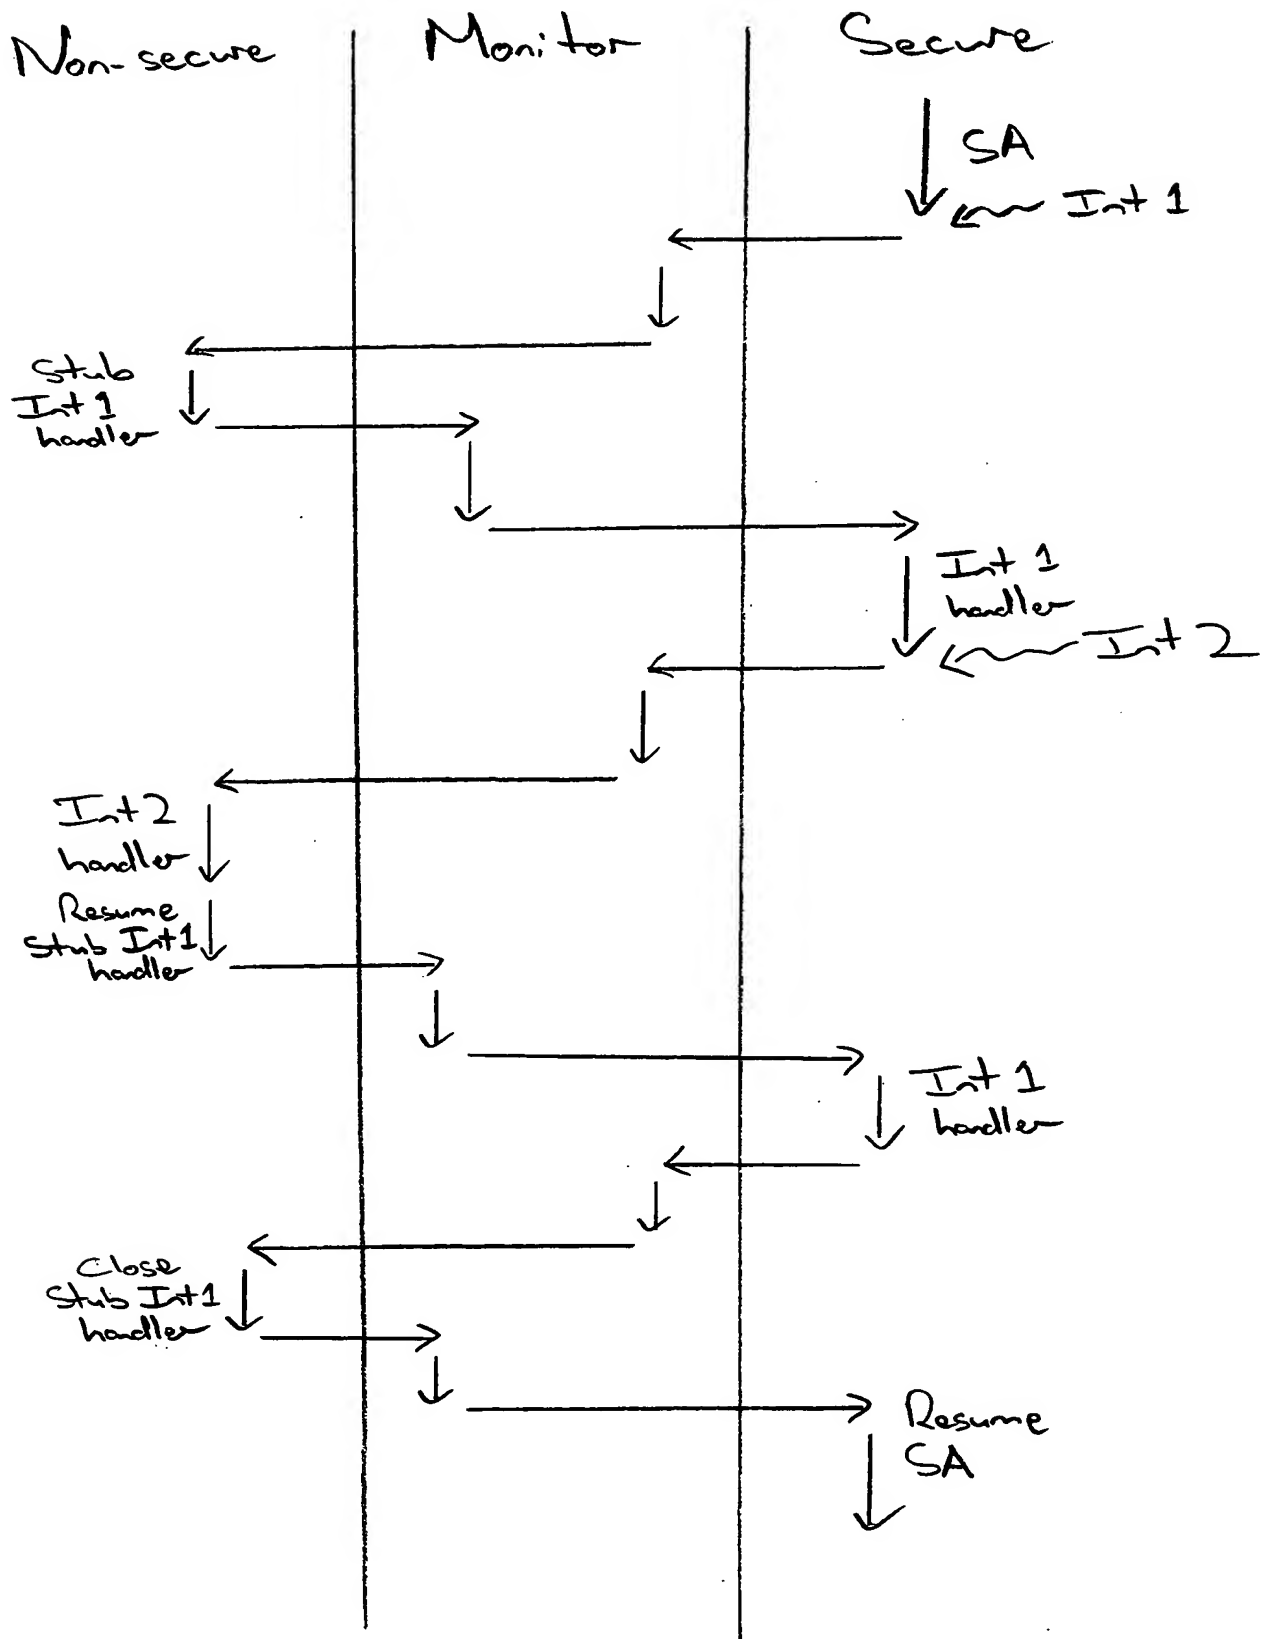 Non-secure
Monitor
Secure
SA
Int 1
Stub
Int 1
handler
Int 1
handler
Int 2
Int 2
handler
Resume
Stub Int 1
handler
Int 1
handler
Close
Stub Int 1
handler
Resume
SA